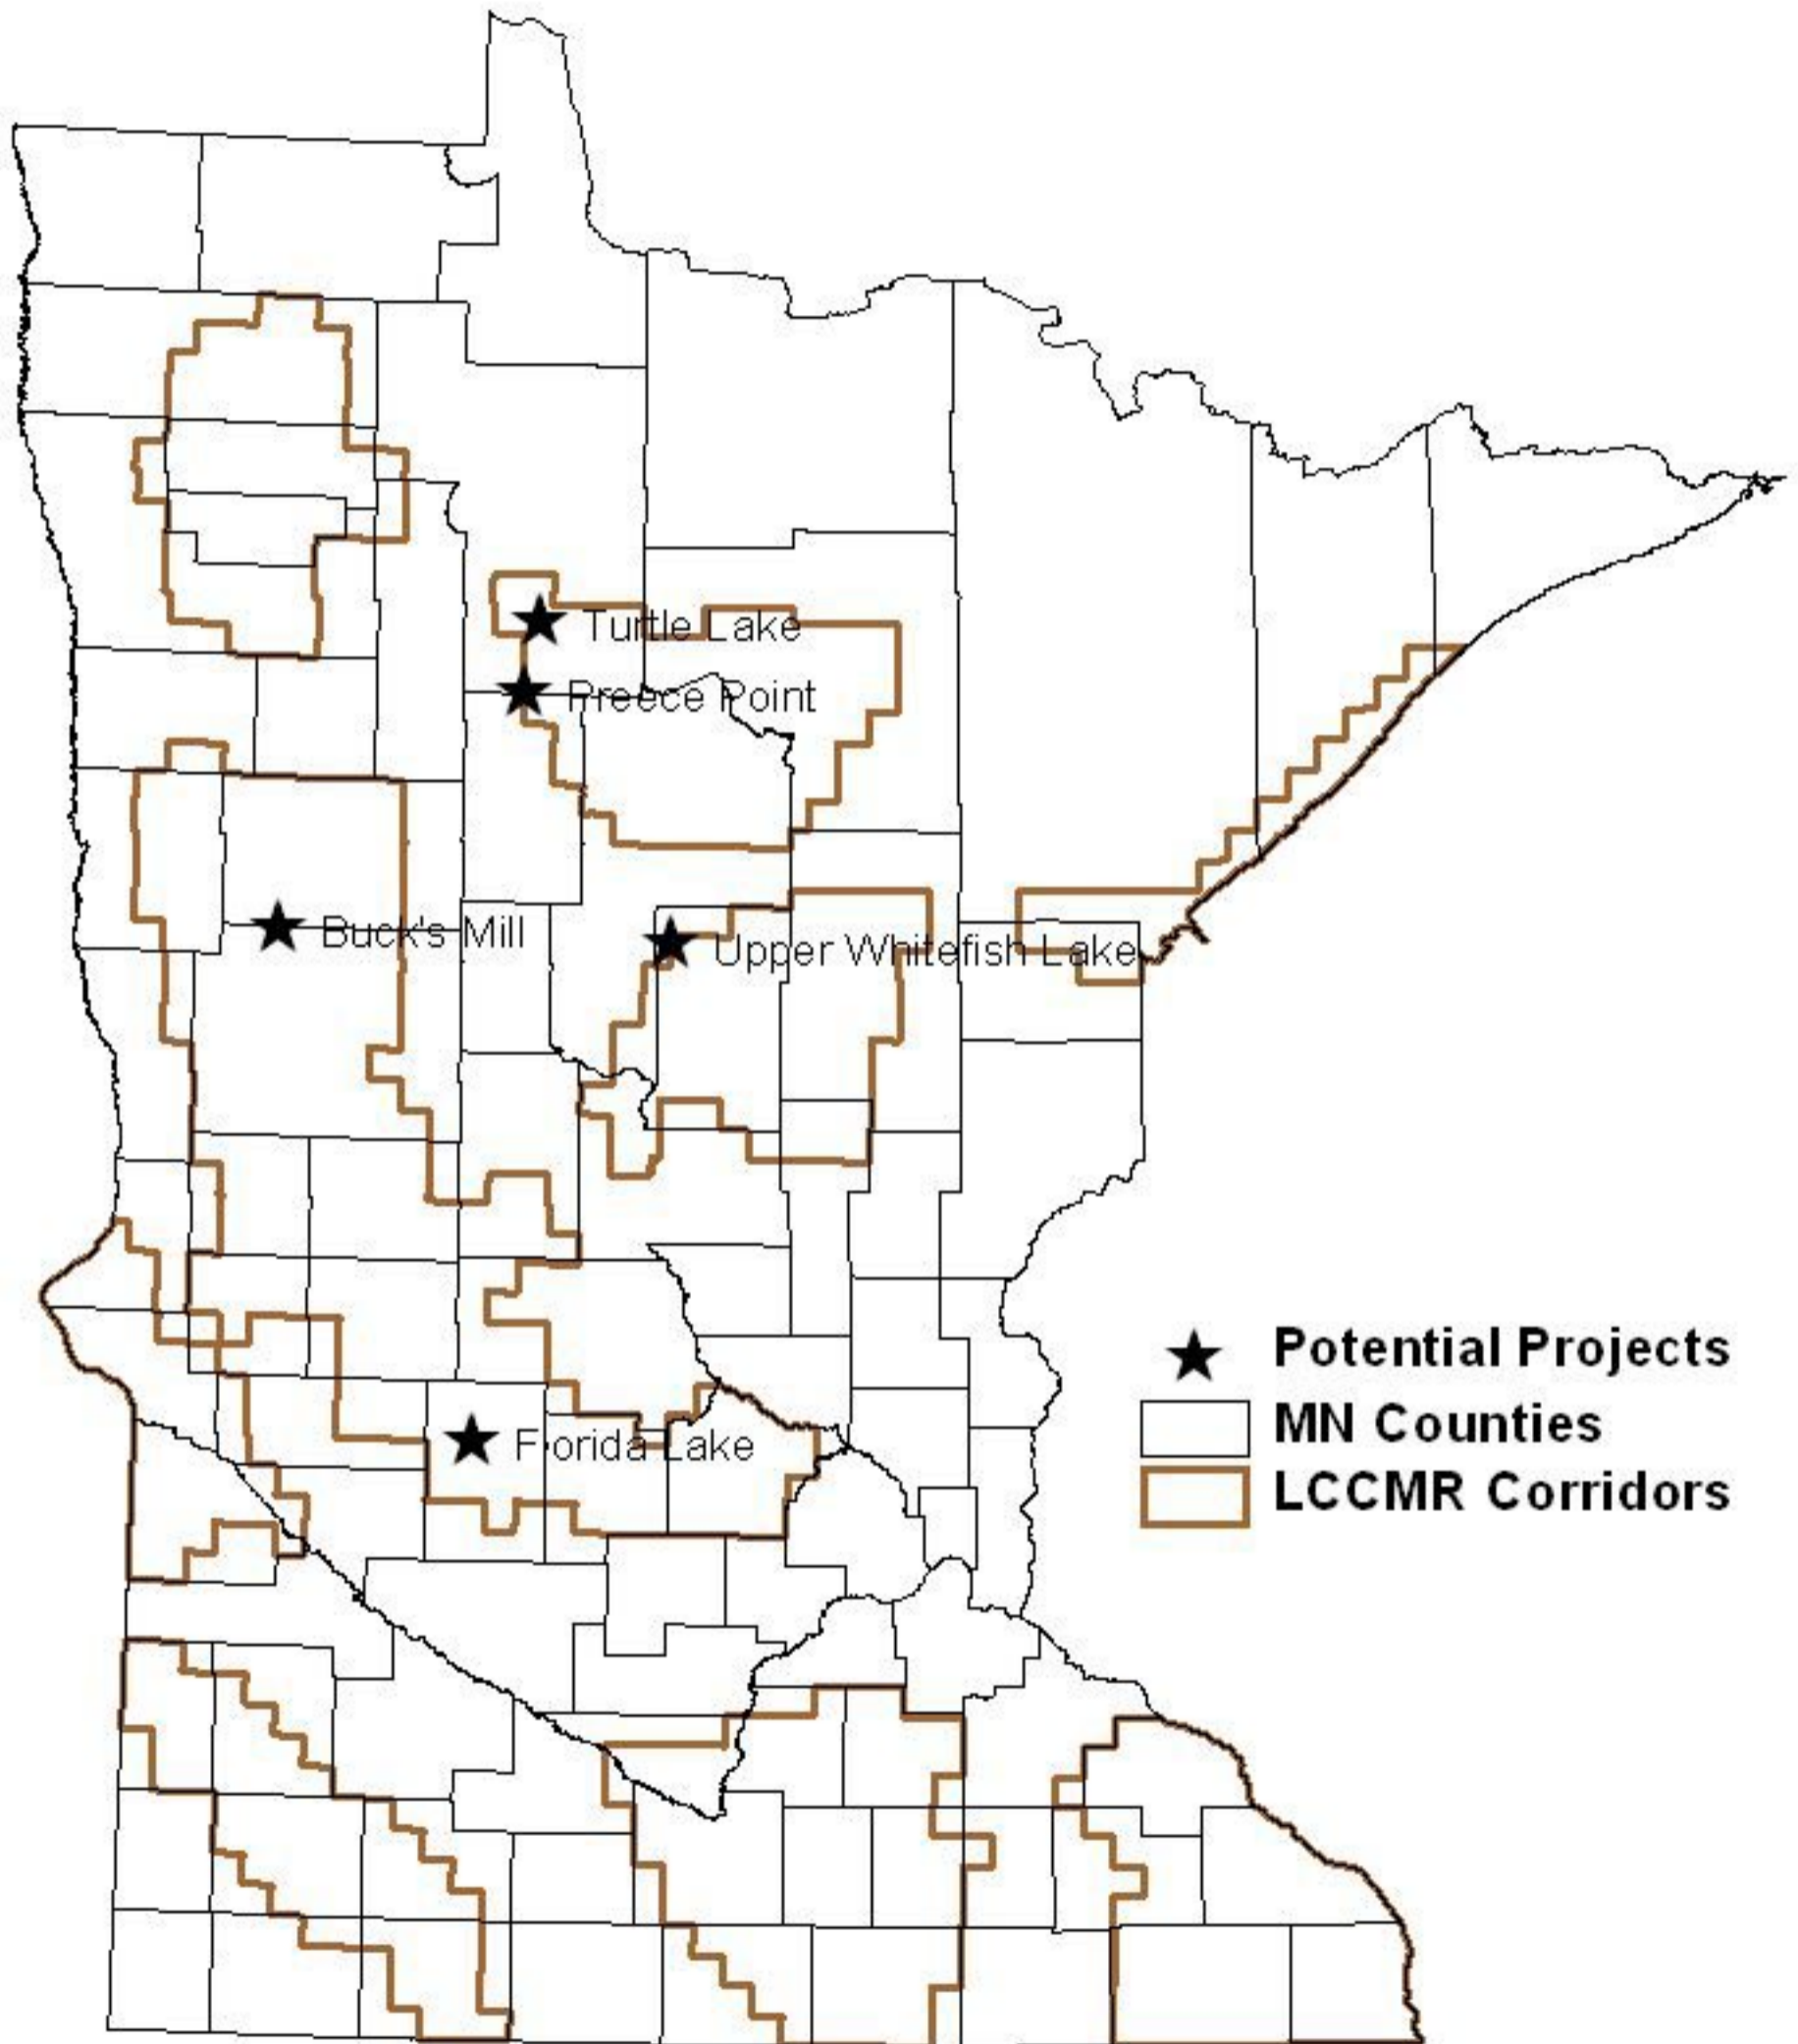 Turtle Lake
Preece Point
Buck's Mill
Upper Whitefish Lake
Florida Lake
Potential Projects
MN Counties
LCCMR Corridors